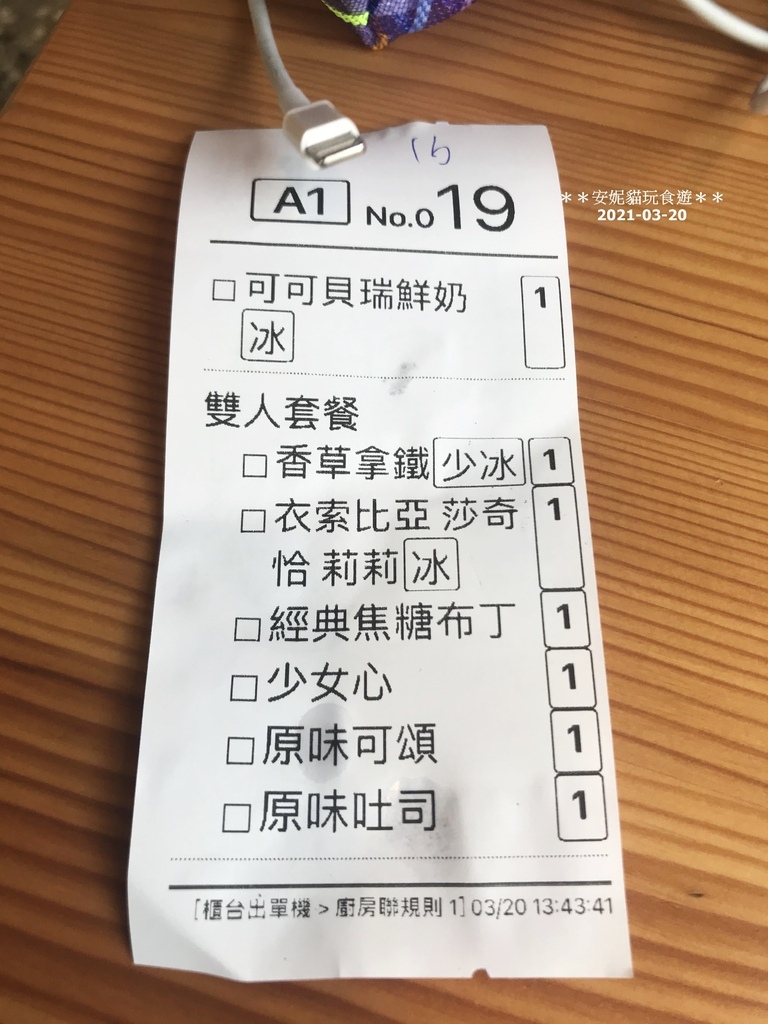 16
A1 No.019
**安妮貓玩食遊**
2021-03-20
□可可貝瑞鮮奶 1
冰
雙人套餐
□香草拿鐵 少冰 1
□衣索比亞 莎奇 1
恰 莉莉 冰
□經典焦糖布丁 1
□少女心 1
□原味可頌 1
□原味吐司 1
[櫃台出單機 > 廚房聯規則 1] 03/20 13:43:41